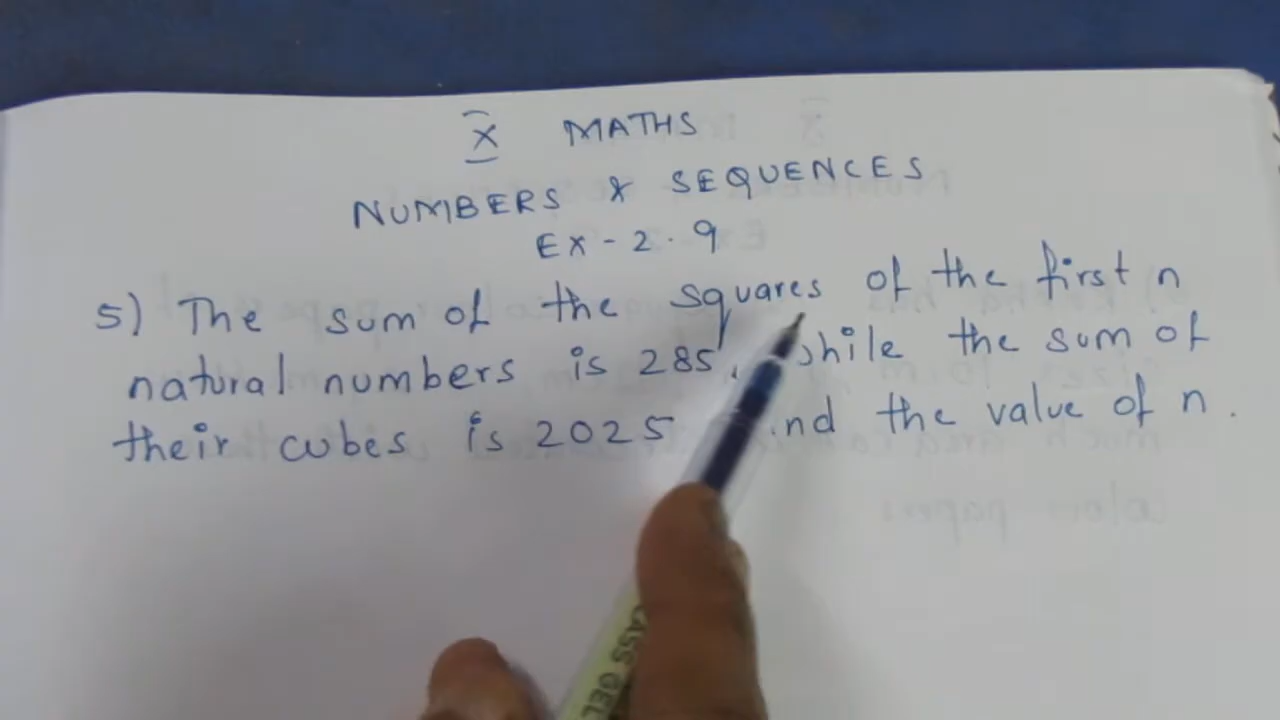 X MATHS
NUMBERS & SEQUENCES
EX-2.9
5) The sum of the squares of the first n
natural numbers is 285, while the sum of
their cubes is 2025 the value of n.